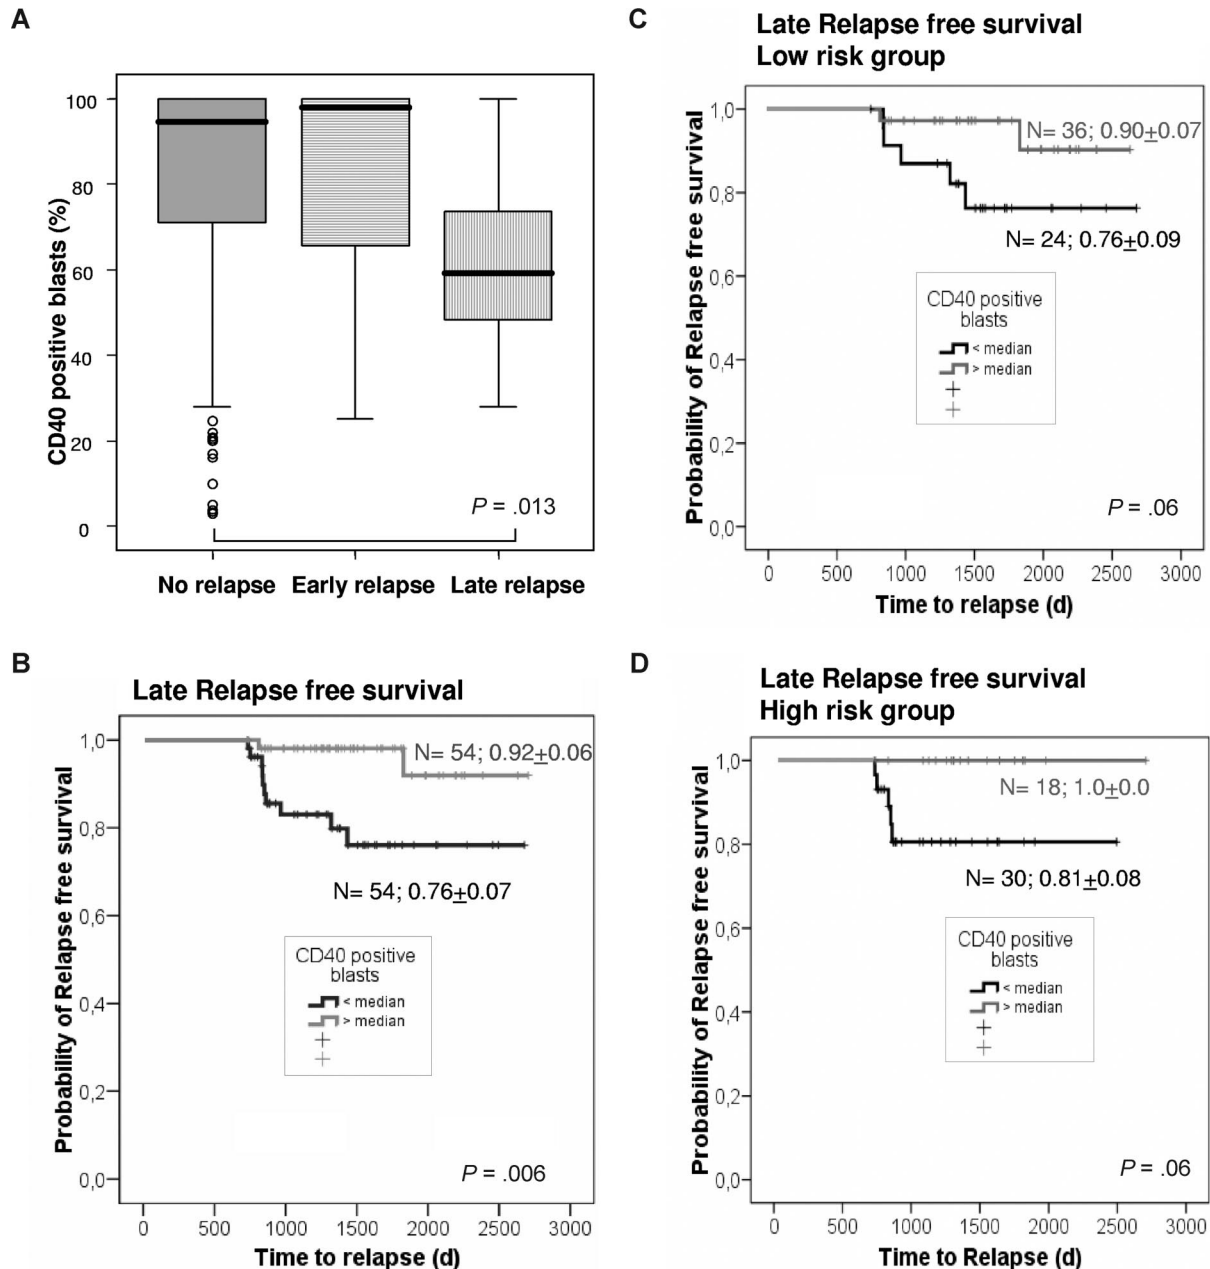 A
100
80
60
40
20
0
CD40 positive blasts (%)
P = .013
No relapse
Early relapse
Late relapse
B
Late Relapse free survival
1,0
0,8
0,6
0,4
0,2
0,0
Probability of Relapse free survival
N= 54; 0.92±0.06
N= 54; 0.76±0.07
CD40 positive
blasts
< median
> median
P = .006
0
500
1000
1500
2000
2500
3000
Time to relapse (d)
C
Late Relapse free survival
Low risk group
1,0
0,8
0,6
0,4
0,2
0,0
Probability of Relapse free survival
N= 36; 0.90±0.07
N= 24; 0.76±0.09
CD40 positive
blasts
< median
> median
P = .06
0
500
1000
1500
2000
2500
3000
Time to relapse (d)
D
Late Relapse free survival
High risk group
1,0
0,8
0,6
0,4
0,2
0,0
Probability of Relapse free survival
N= 18; 1.0±0.0
N= 30; 0.81±0.08
CD40 positive
blasts
< median
> median
P = .06
0
500
1000
1500
2000
2500
3000
Time to Relapse (d)